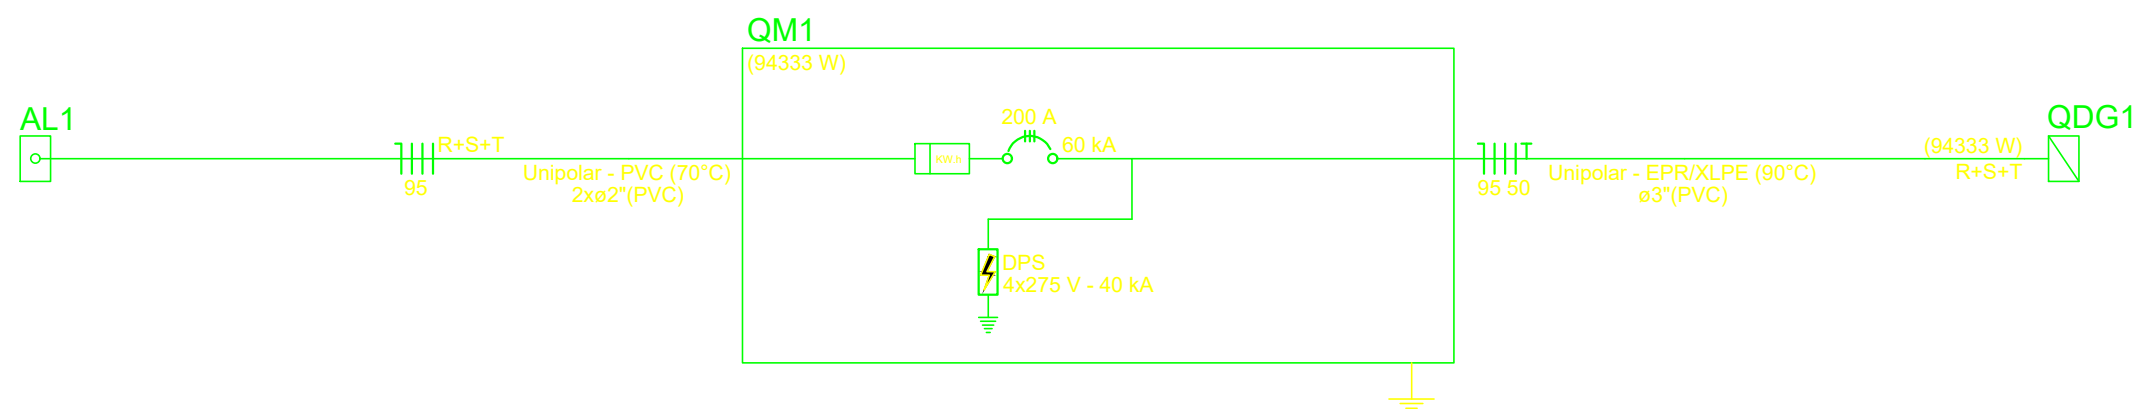 QM1
(94333 W)
AL1
R+S+T
95
Unipolar - PVC (70°C)
2xø2"(PVC)
KW.h
200 A
60 kA
DPS
4x275 V - 40 kA
95 50
Unipolar - EPR/XLPE (90°C)
ø3"(PVC)
QDG1
(94333 W)
R+S+T